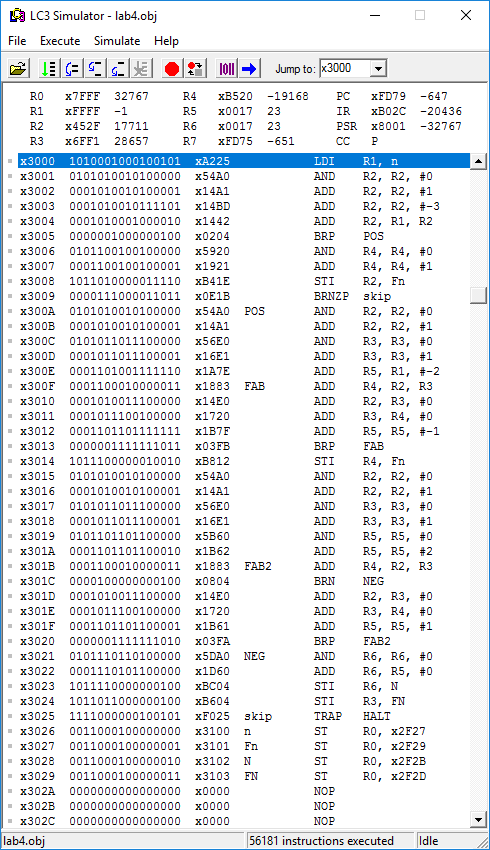 LC3 Simulator - lab4.obj
File Execute Simulate Help
Jump to: x3000
R0 x7FFF 32767 R4 xB520 -19168 PC xFD79 -647
R1 xFFFF -1 R5 x0017 23 IR xB02C -20436
R2 x452F 17711 R6 x0017 23 PSR x8001 -32767
R3 x6FF1 28657 R7 xFD75 -651 CC P
x3000 1010001000100101 xA225 LDI R1, n
x3001 0101010010100000 x54A0 AND R2, R2, #0
x3002 0001010010100001 x14A1 ADD R2, R2, #1
x3003 0001010010111101 x14BD ADD R2, R2, #-3
x3004 0001010001000010 x1442 ADD R2, R1, R2
x3005 0000001000000100 x0204 BRP POS
x3006 0101100100100000 x5920 AND R4, R4, #0
x3007 0001100100100001 x1921 ADD R4, R4, #1
x3008 1011010000011110 xB41E STI R2, Fn
x3009 0000111000011011 x0E1B BRNZP skip
x300A 0101010010100000 x54A0 POS AND R2, R2, #0
x300B 0001010010100001 x14A1 ADD R2, R2, #1
x300C 0101011011100000 x56E0 AND R3, R3, #0
x300D 0001011011100001 x16E1 ADD R3, R3, #1
x300E 0001101001111110 x1A7E ADD R5, R1, #-2
x300F 0001100010000011 x1883 FAB ADD R4, R2, R3
x3010 0001010011100000 x14E0 ADD R2, R3, #0
x3011 0001011100100000 x1720 ADD R3, R4, #0
x3012 0001101101111111 x1B7F ADD R5, R5, #-1
x3013 0000001111111011 x03FB BRP FAB
x3014 1011100000010010 xB812 STI R4, Fn
x3015 0101010010100000 x54A0 AND R2, R2, #0
x3016 0001010010100001 x14A1 ADD R2, R2, #1
x3017 0101011011100000 x56E0 AND R3, R3, #0
x3018 0001011011100001 x16E1 ADD R3, R3, #1
x3019 0101101101100000 x5B60 AND R5, R5, #0
x301A 0001101101100010 x1B62 ADD R5, R5, #2
x301B 0001100010000011 x1883 FAB2 ADD R4, R2, R3
x301C 0000100000000100 x0804 BRN NEG
x301D 0001010011100000 x14E0 ADD R2, R3, #0
x301E 0001011100100000 x1720 ADD R3, R4, #0
x301F 0001101101100001 x1B61 ADD R5, R5, #1
x3020 0000001111111010 x03FA BRP FAB2
x3021 0101110110100000 x5DA0 NEG AND R6, R6, #0
x3022 0001110101100000 x1D60 ADD R6, R5, #0
x3023 1011110000000100 xBC04 STI R6, N
x3024 1011011000000100 xB604 STI R3, FN
x3025 1111000000100101 xF025 skip TRAP HALT
x3026 0011000100000000 x3100 n ST R0, x2F27
x3027 0011000100000001 x3101 Fn ST R0, x2F29
x3028 0011000100000010 x3102 N ST R0, x2F2B
x3029 0011000100000011 x3103 FN ST R0, x2F2D
x302A 0000000000000000 x0000 NOP
x302B 0000000000000000 x0000 NOP
x302C 0000000000000000 x0000 NOP
lab4.obj 56181 instructions executed Idle